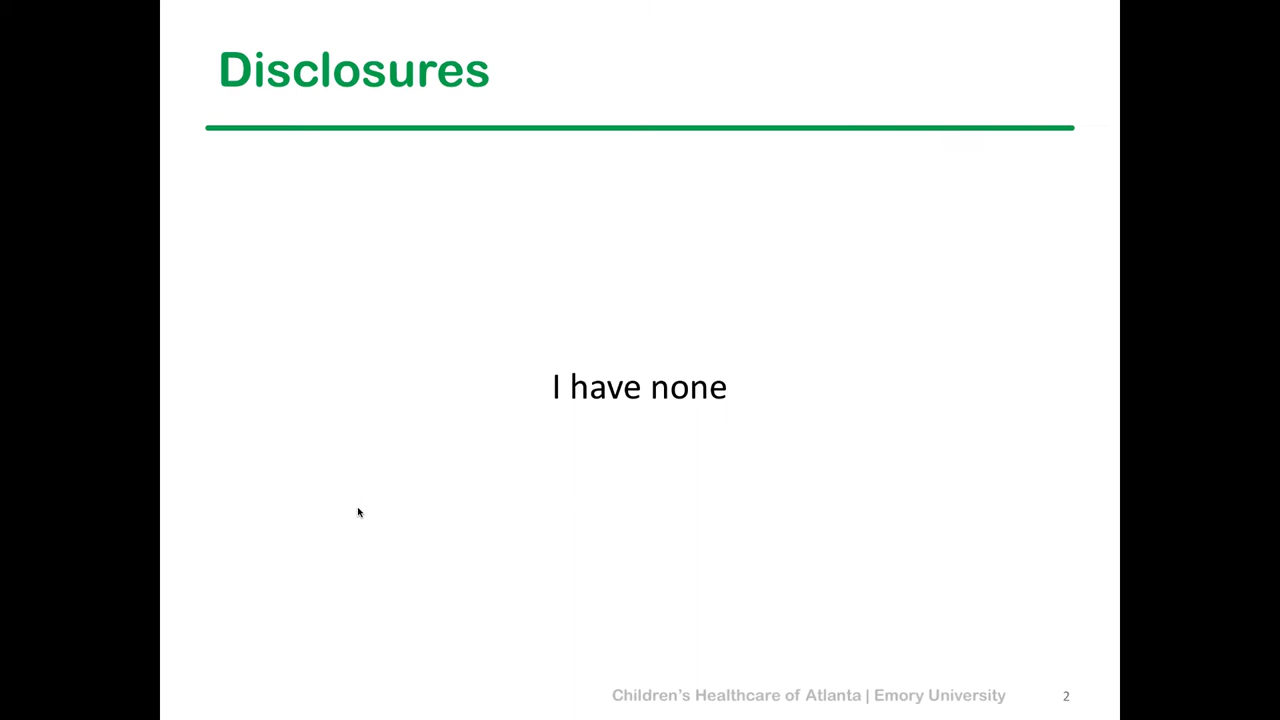 Disclosures
I have none
Children's Healthcare of Atlanta | Emory University
2